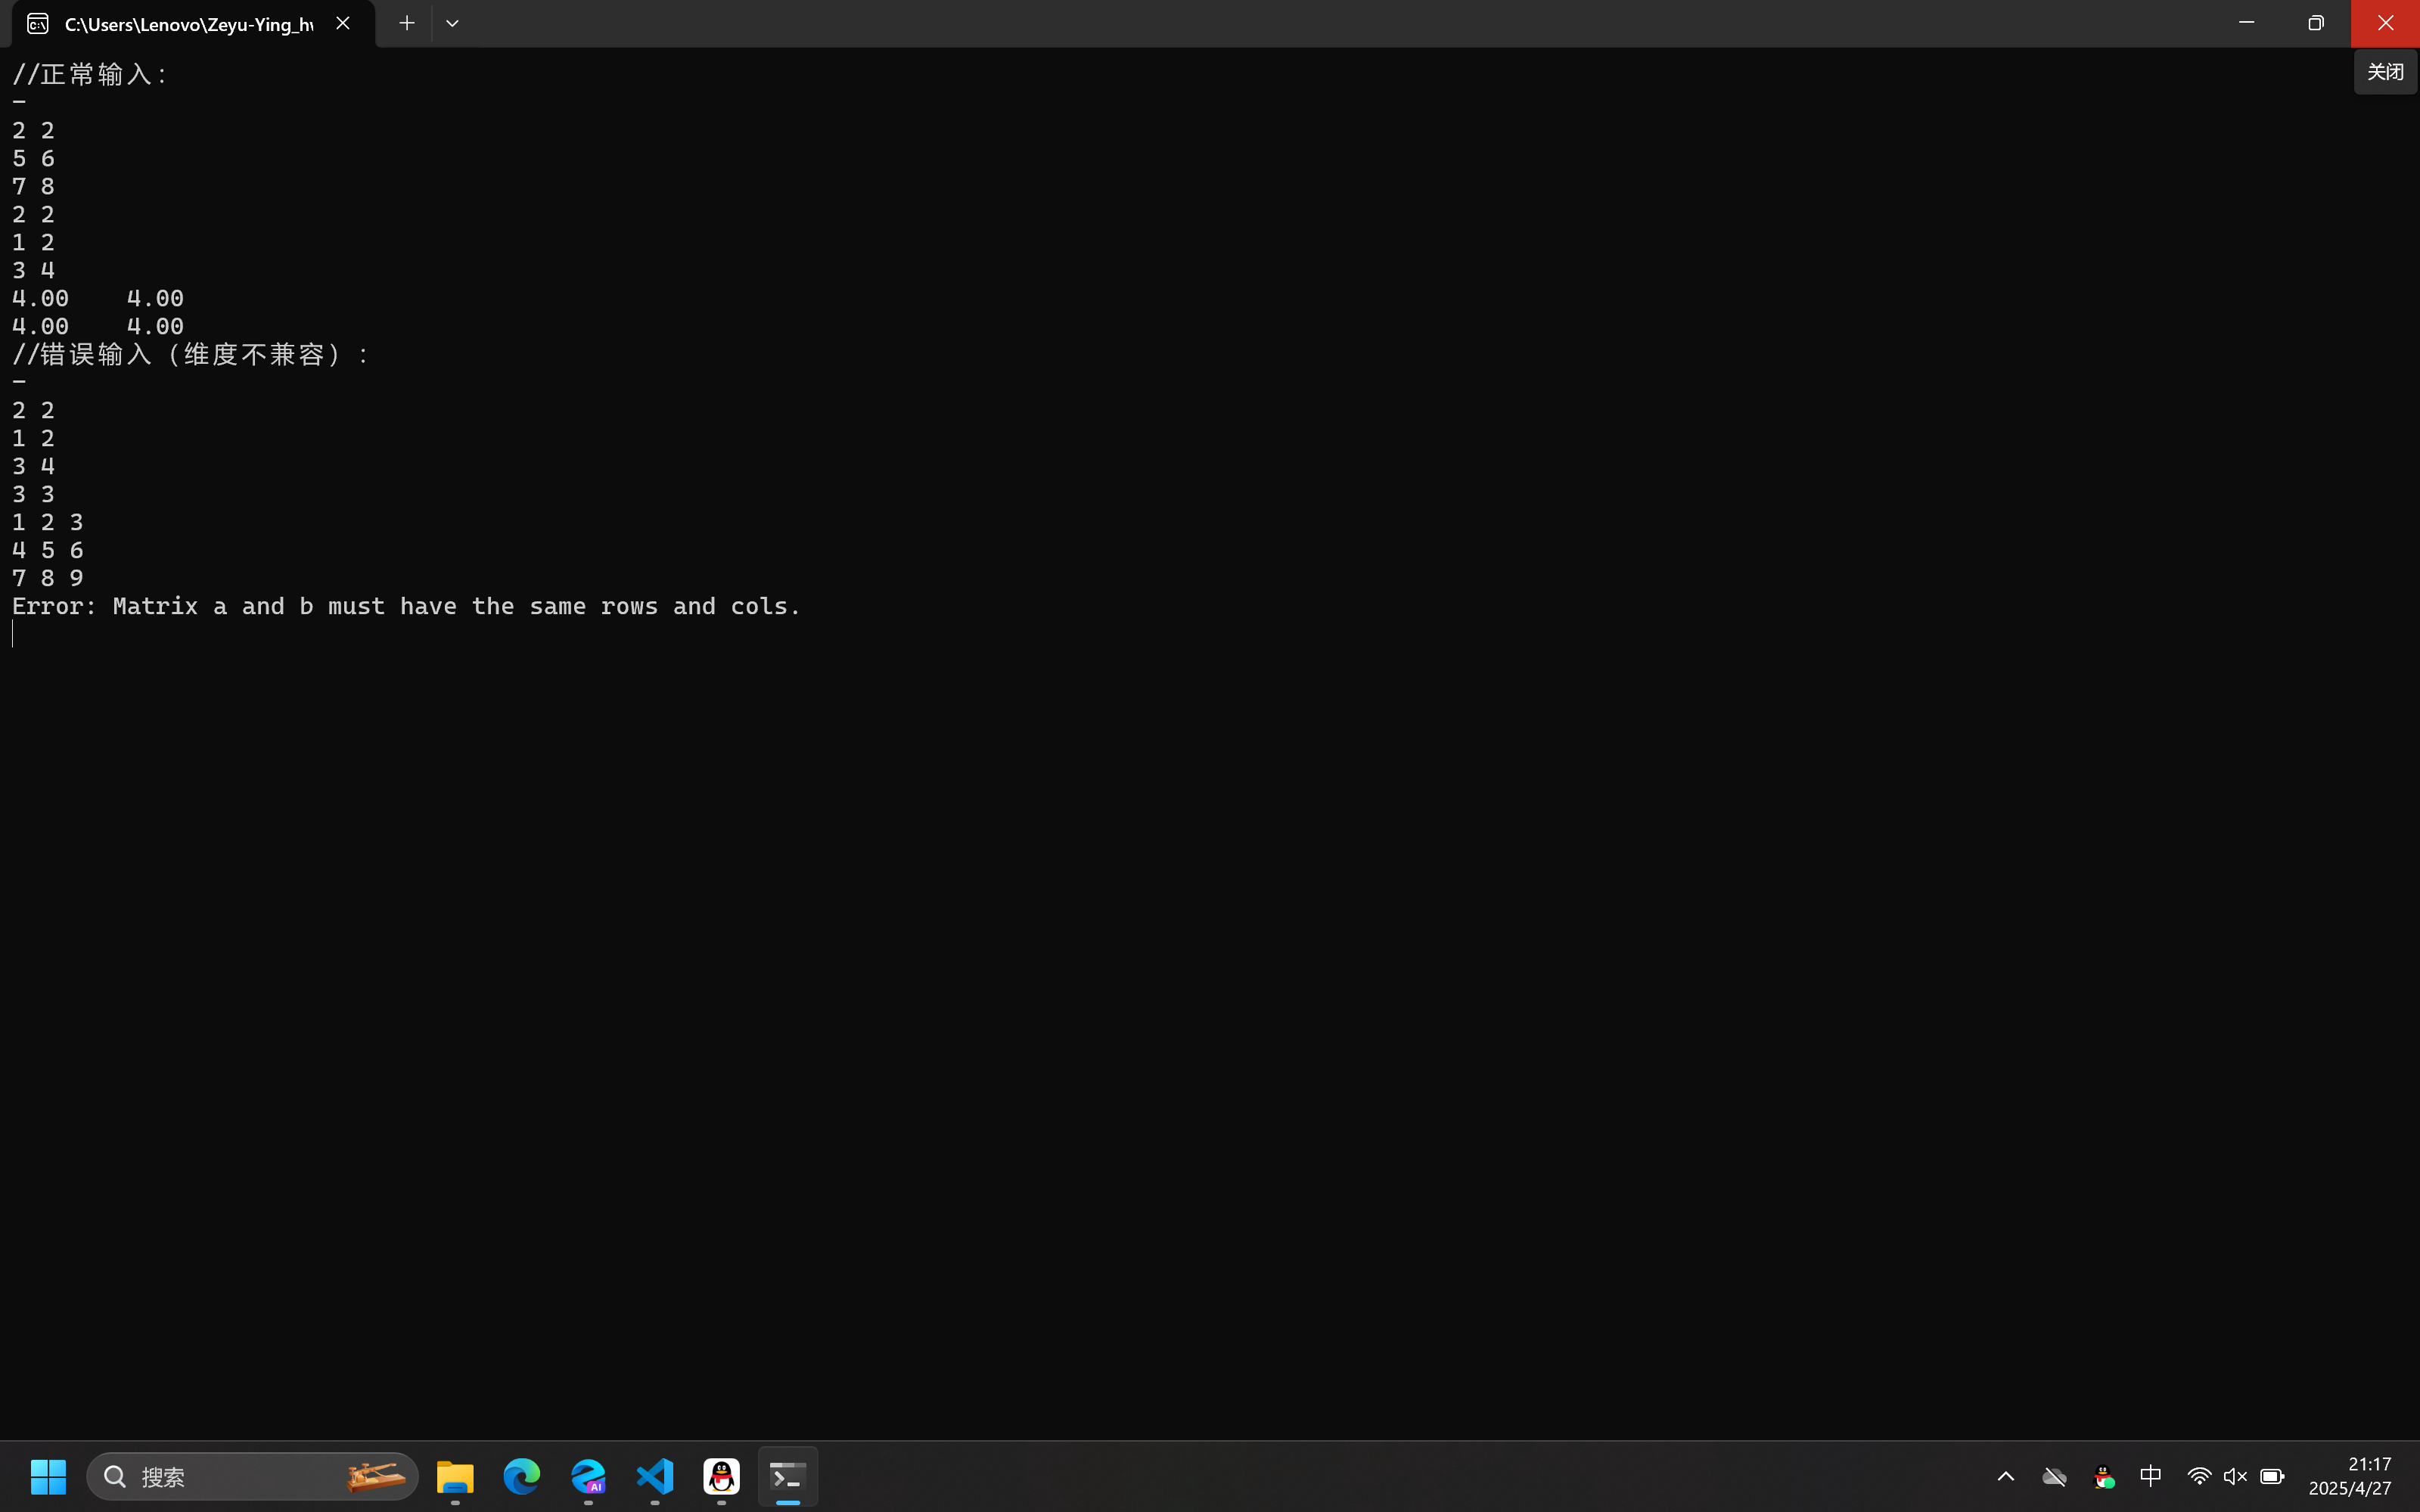 C:\Users\Lenovo\Zeyu-Ying_hw
关闭
//正常输入：
-
2 2
5 6
7 8
2 2
1 2
3 4
4.00    4.00
4.00    4.00
//错误输入（维度不兼容）：
-
2 2
1 2
3 4
3 3
1 2 3
4 5 6
7 8 9
Error: Matrix a and b must have the same rows and cols.
搜索
AI
中
21:17
2025/4/27